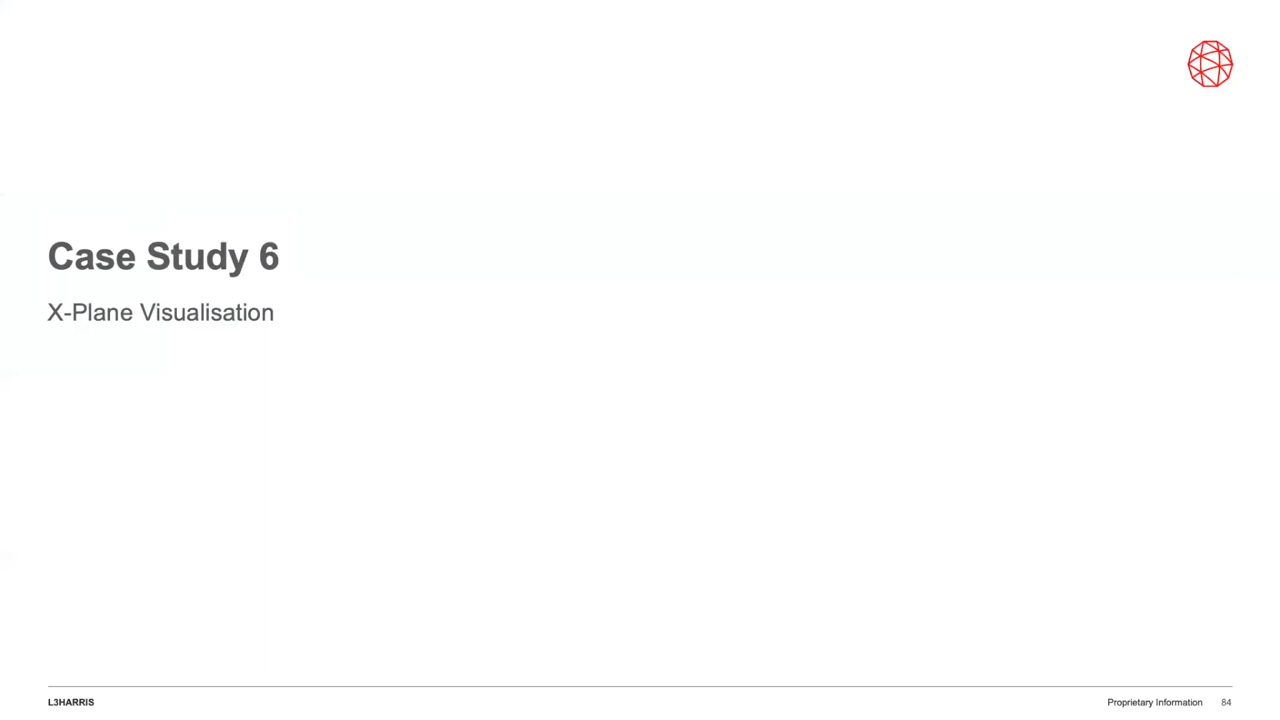 Case Study 6
X-Plane Visualisation
L3HARRIS
Proprietary Information 84